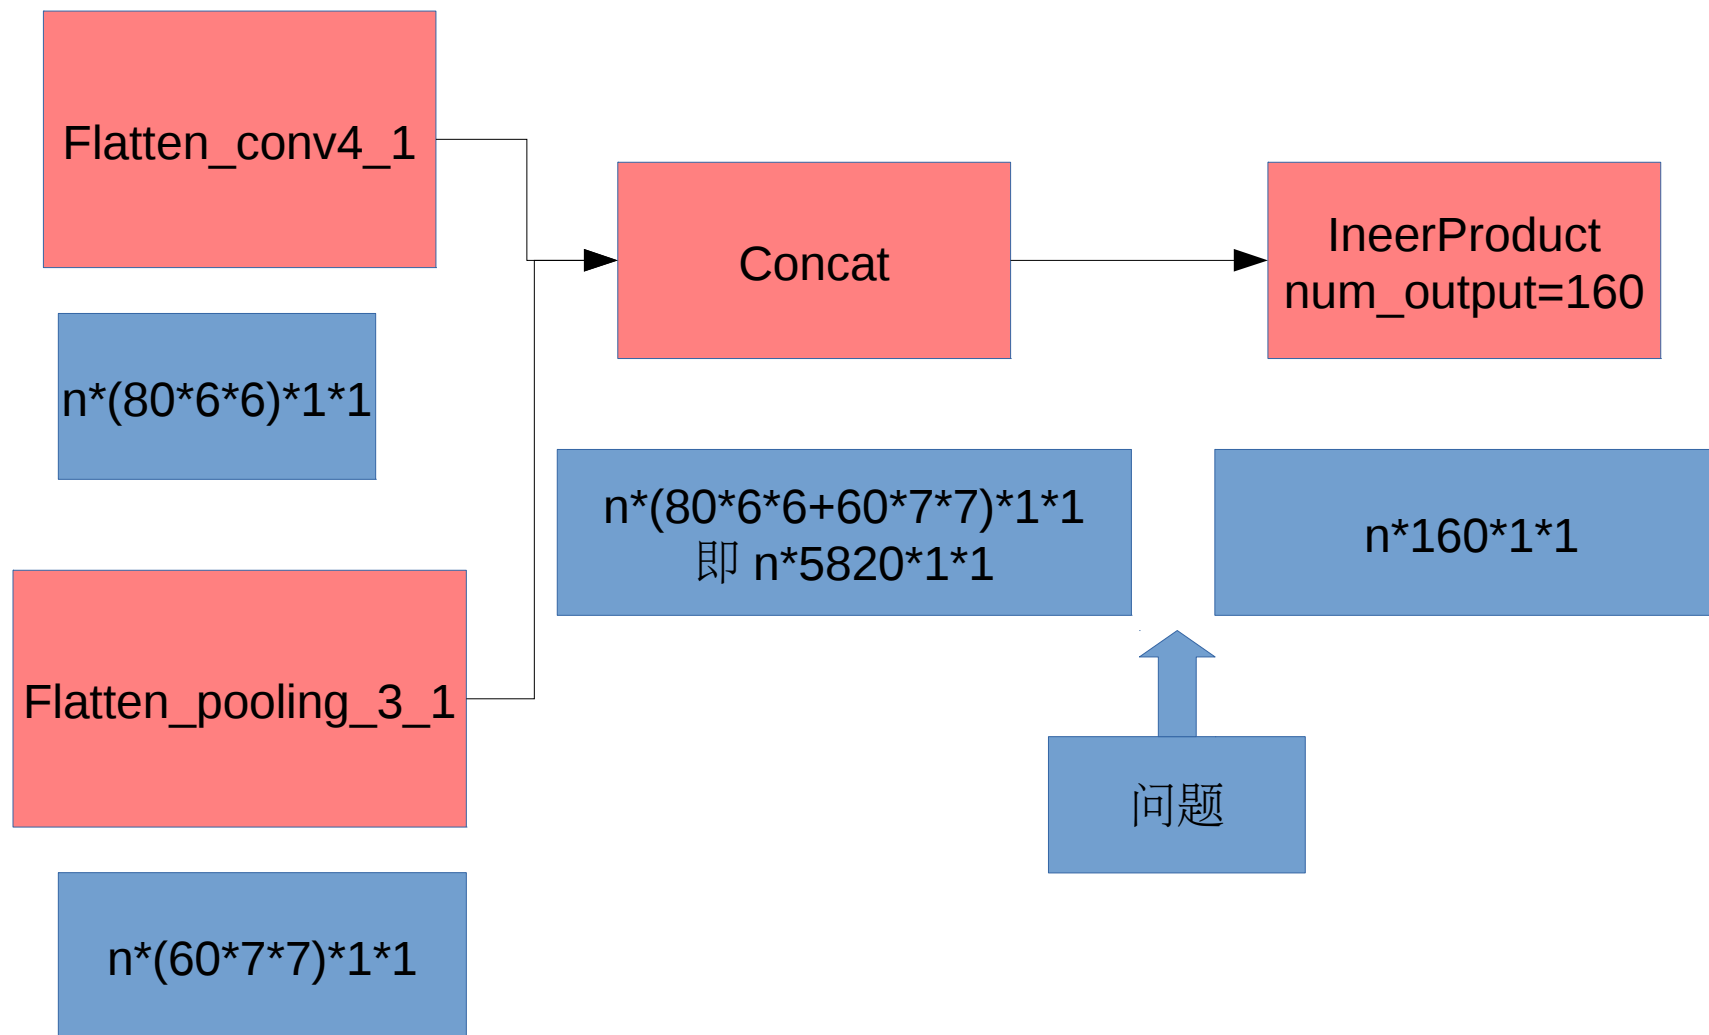 Flatten_conv4_1
n*(80*6*6)*1*1
Flatten_pooling_3_1
n*(60*7*7)*1*1
Concat
n*(80*6*6+60*7*7)*1*1
即 n*5820*1*1
IneerProduct
num_output=160
n*160*1*1
问题